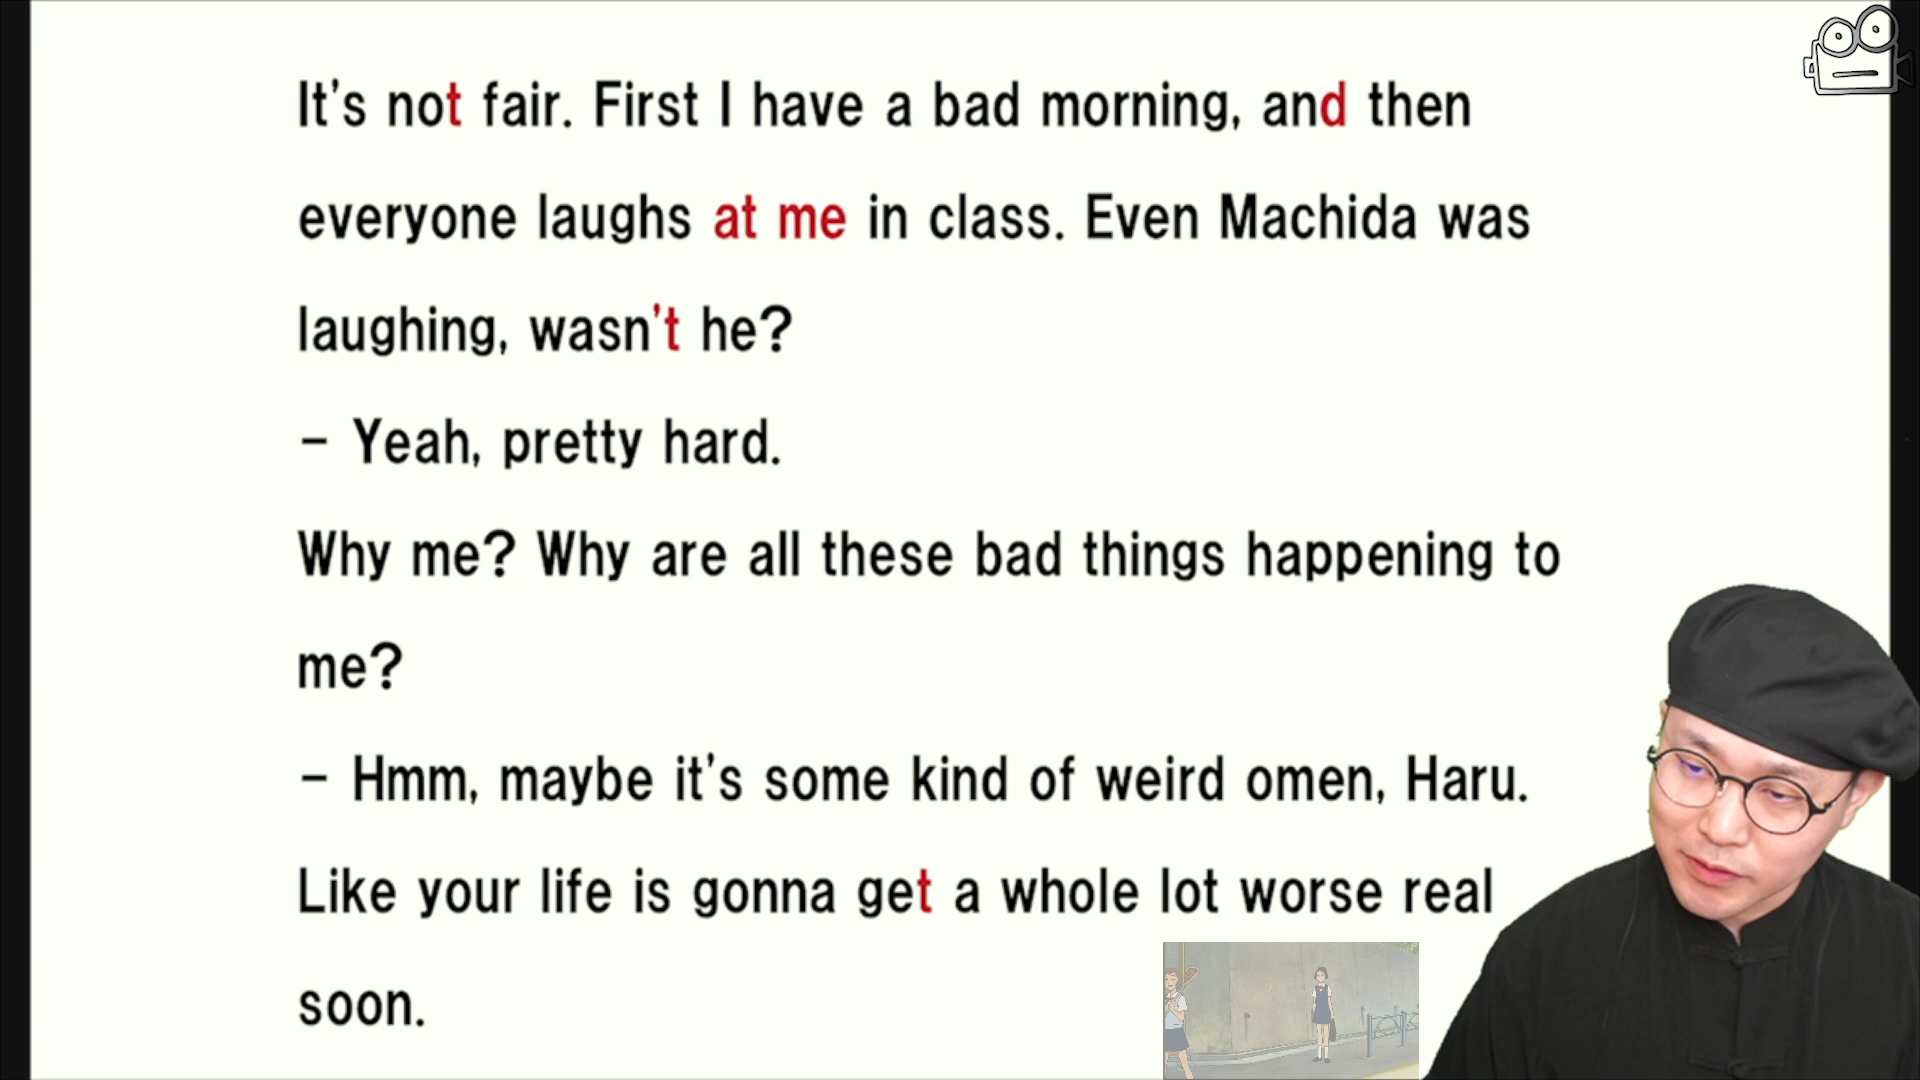 It's not fair. First I have a bad morning, and then
everyone laughs at me in class. Even Machida was
laughing, wasn't he?
– Yeah, pretty hard.
Why me? Why are all these bad things happening to
me?
– Hmm, maybe it's some kind of weird omen, Haru.
Like your life is gonna get a whole lot worse real
soon.